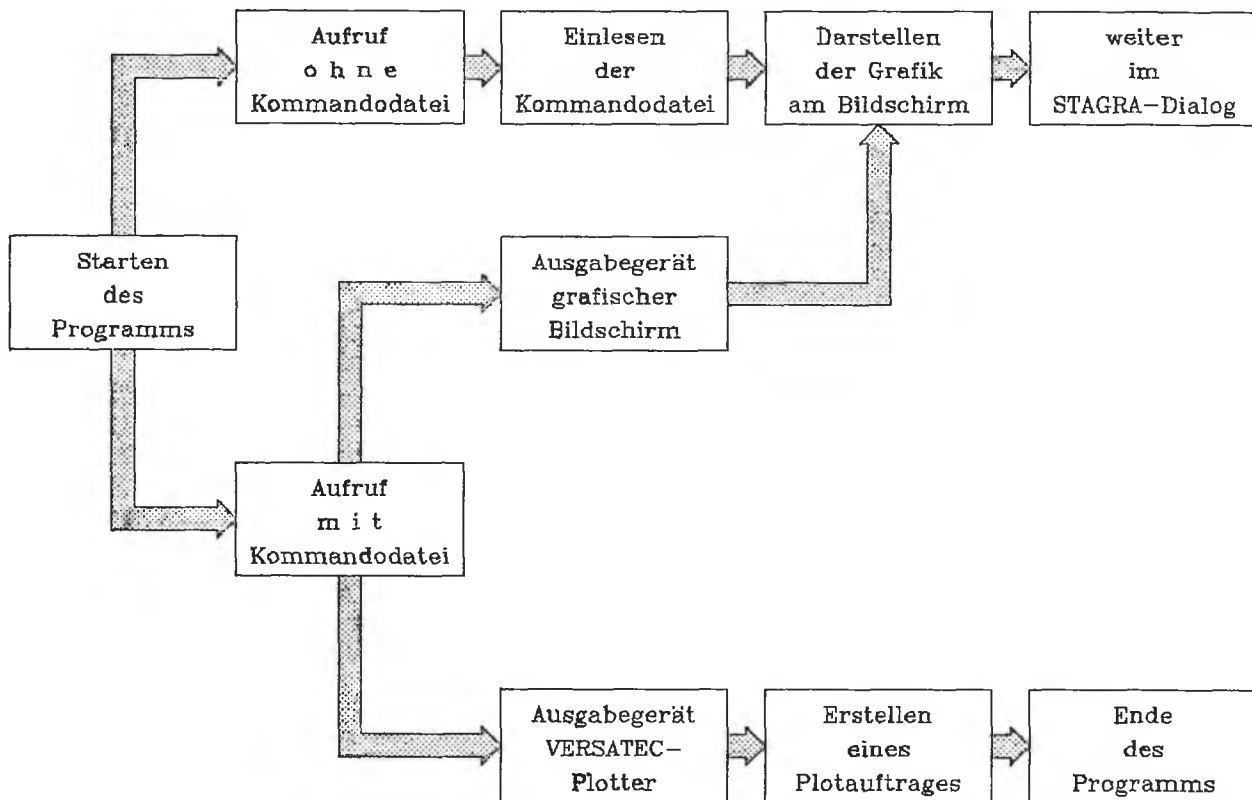 Aufruf
o h n e
Kommandodatei
Einlesen
der
Kommandodatei
Darstellen
der Grafik
am Bildschirm
weiter
im
STAGRA-Dialog
Starten
des
Programms
Ausgabegerät
grafischer
Bildschirm
Aufruf
m i t
Kommandodatei
Ausgabegerät
VERSATEC-
Plotter
Erstellen
eines
Plotauftrages
Ende
des
Programms